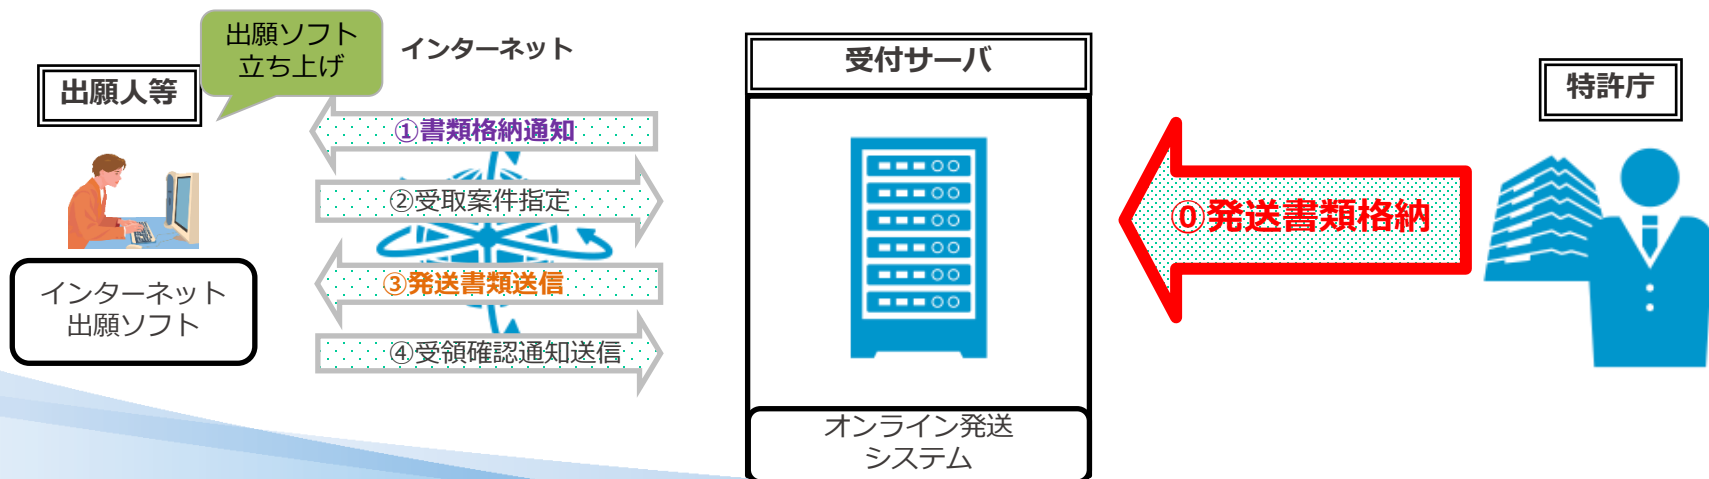 出願ソフト
立ち上げ
インターネット
出願人等
受付サーバ
特許庁
①書類格納通知
②受取案件指定
③発送書類送信
④受領確認通知送信
⓪発送書類格納
インターネット
出願ソフト
オンライン発送
システム